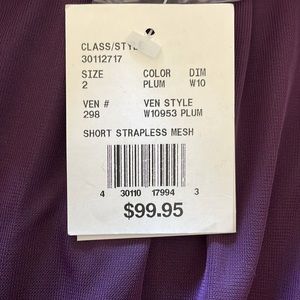 CLASS/STYLE
30112717
SIZE COLOR DIM
2 PLUM W10
VEN # VEN STYLE
298 W10953 PLUM
SHORT STRAPLESS MESH
4 30110 17994 3
$99.95